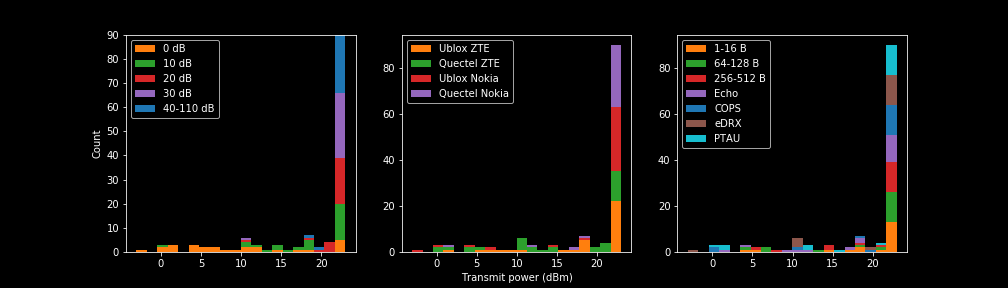 90
80
70
60
50
40
30
20
10
0
Count
0 dB
10 dB
20 dB
30 dB
40-110 dB
0 5 10 15 20
80
60
40
20
0
Ublox ZTE
Quectel ZTE
Ublox Nokia
Quectel Nokia
0 5 10 15 20
Transmit power (dBm)
80
60
40
20
0
1-16 B
64-128 B
256-512 B
Echo
COPS
eDRX
PTAU
0 5 10 15 20